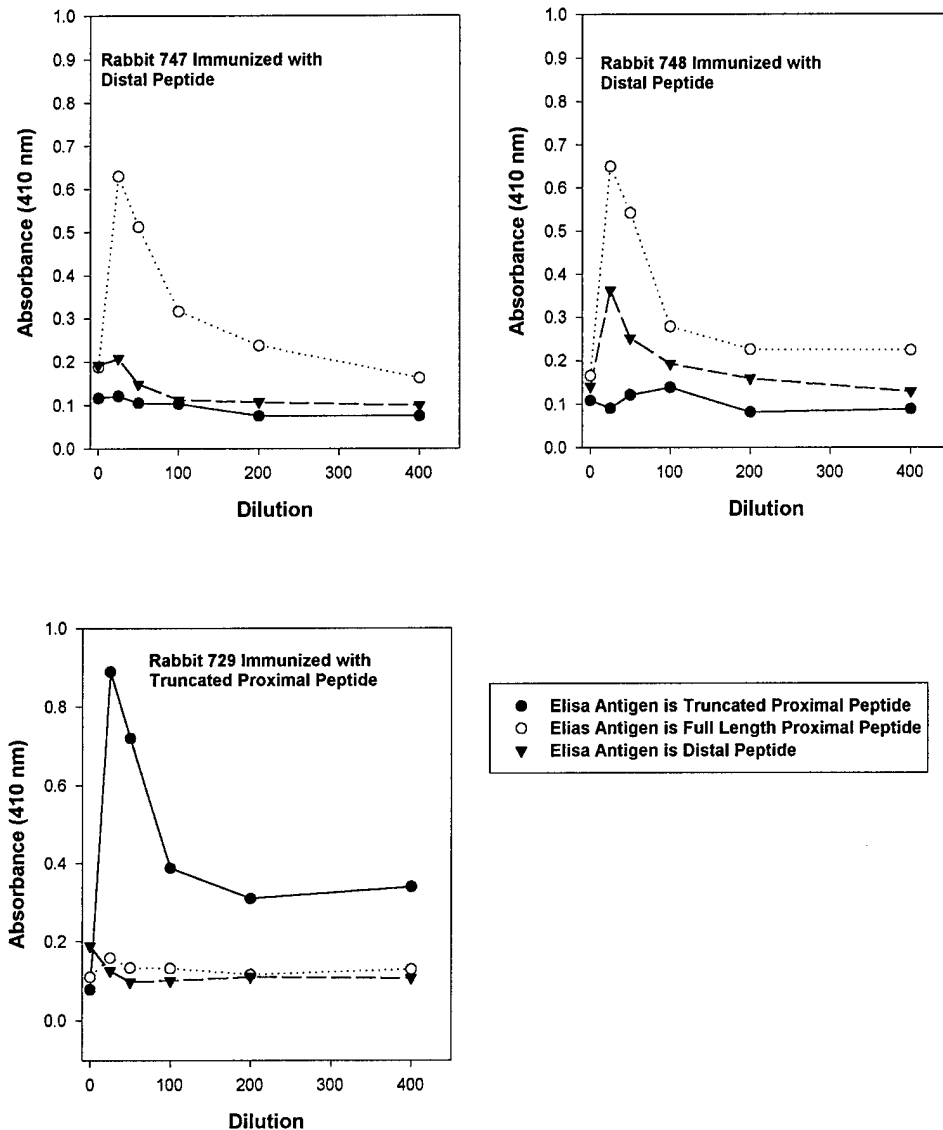 1.0
0.9
0.8
0.7
0.6
0.5
0.4
0.3
0.2
0.1
0.0
Absorbance (410 nm)
Rabbit 747 Immunized with
Distal Peptide
0 100 200 300 400
Dilution
1.0
0.9
0.8
0.7
0.6
0.5
0.4
0.3
0.2
0.1
0.0
Absorbance (410 nm)
Rabbit 748 Immunized with
Distal Peptide
0 100 200 300 400
Dilution
1.0
0.8
0.6
0.4
0.2
0.0
Absorbance (410 nm)
Rabbit 729 Immunized with
Truncated Proximal Peptide
0 100 200 300 400
Dilution
Elisa Antigen is Truncated Proximal Peptide
Elias Antigen is Full Length Proximal Peptide
Elisa Antigen is Distal Peptide